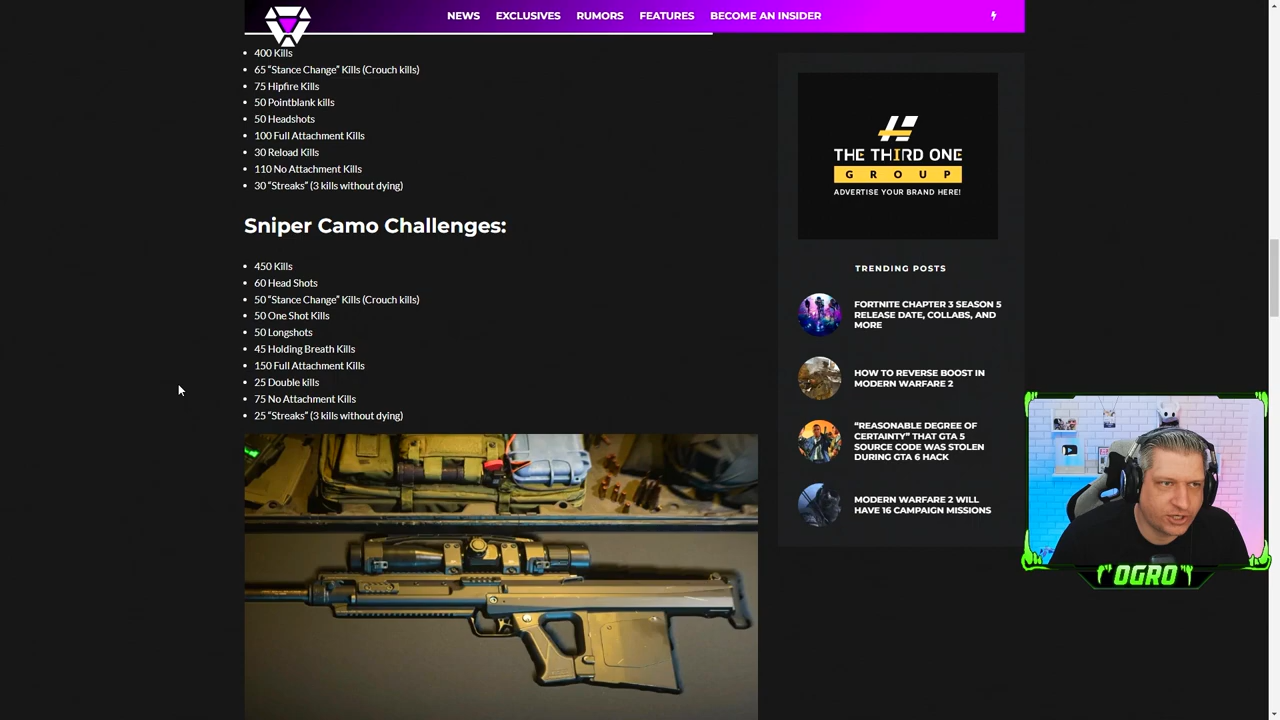 NEWS EXCLUSIVES RUMORS FEATURES BECOME AN INSIDER
400 Kills
65 “Stance Change” Kills (Crouch kills)
75 Hipfire Kills
50 Pointblank kills
50 Headshots
100 Full Attachment Kills
30 Reload Kills
110 No Attachment Kills
30 “Streaks” (3 kills without dying)
Sniper Camo Challenges:
450 Kills
60 Head Shots
50 “Stance Change” Kills (Crouch kills)
50 One Shot Kills
50 Longshots
45 Holding Breath Kills
150 Full Attachment Kills
25 Double kills
75 No Attachment Kills
25 “Streaks” (3 kills without dying)
THE THIRD ONE
GROUP
ADVERTISE YOUR BRAND HERE!
TRENDING POSTS
FORTNITE CHAPTER 3 SEASON 5
RELEASE DATE, COLLABS, AND
MORE
HOW TO REVERSE BOOST IN
MODERN WARFARE 2
“REASONABLE DEGREE OF
CERTAINTY” THAT GTA 5
SOURCE CODE WAS STOLEN
DURING GTA 6 HACK
MODERN WARFARE 2 WILL
HAVE 16 CAMPAIGN MISSIONS
OGRO